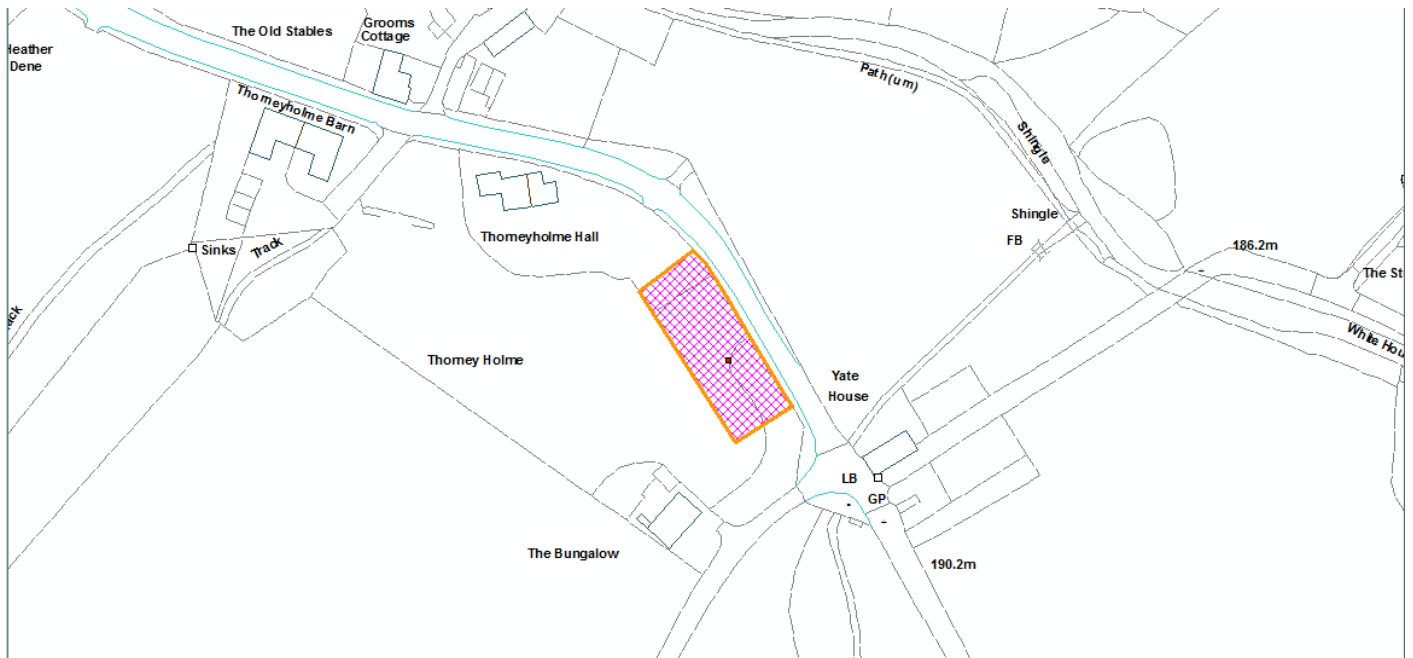 The Old Stables
Grooms
Cottage
Heather
Dene
Thorneyholme Barn
Path (um)
Shingle
Thorneyholme Hall
Sinks
Track
Shingle
FB
186.2m
The St
White Hou
Thorney Holme
Yate
House
LB
GP
The Bungalow
190.2m